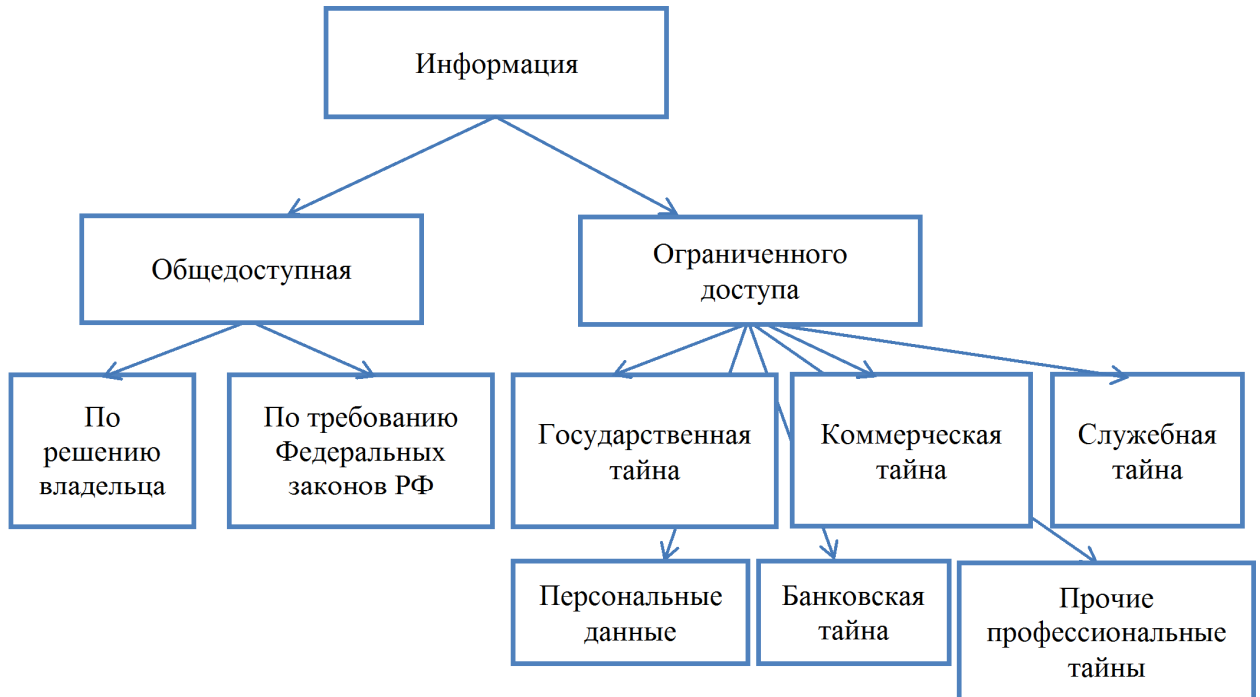 Информация
Общедоступная
Ограниченного
доступа
По
решению
владельца
По требованию
Федеральных
законов РФ
Государственная
тайна
Коммерческая
тайна
Служебная
тайна
Персональные
данные
Банковская
тайна
Прочие
профессиональные
тайны